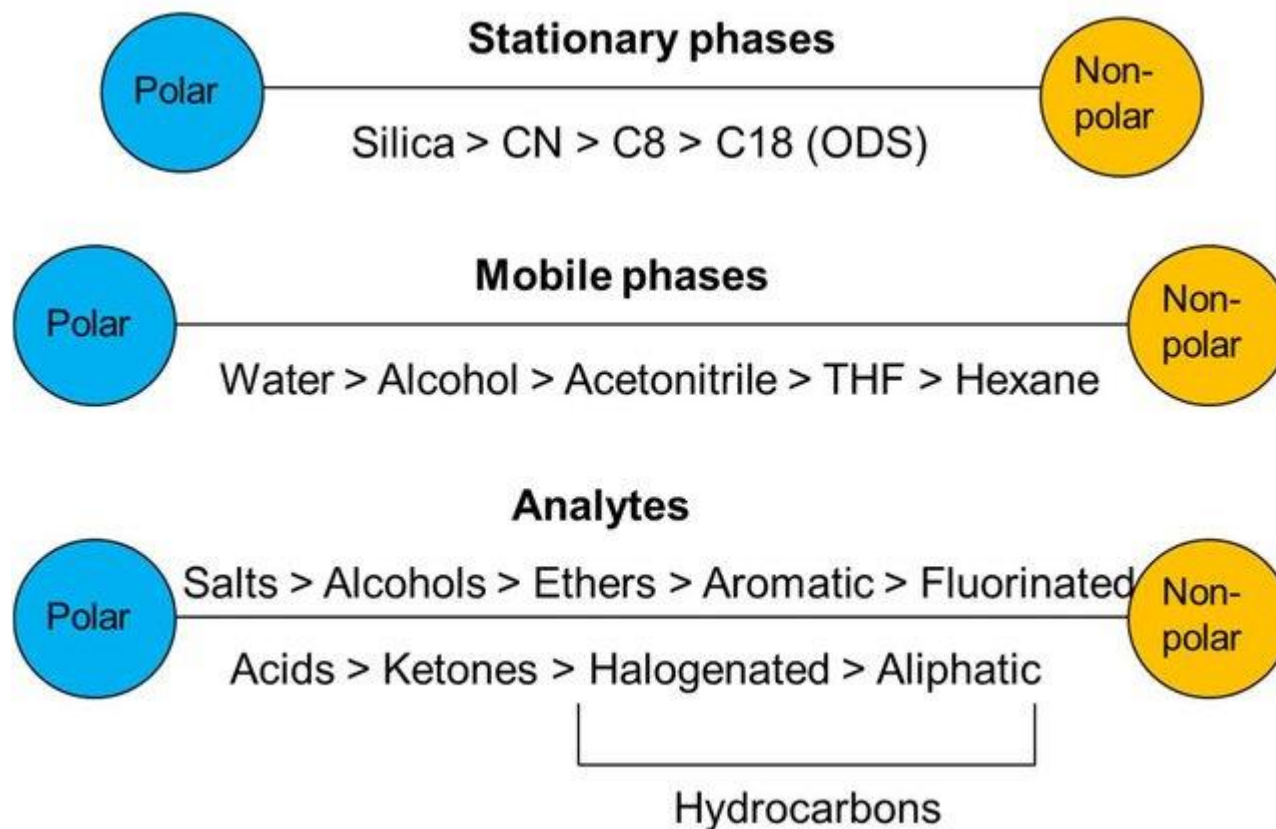 Stationary phases
Polar
Non-
polar
Silica > CN > C8 > C18 (ODS)
Mobile phases
Polar
Non-
polar
Water > Alcohol > Acetonitrile > THF > Hexane
Analytes
Salts > Alcohols > Ethers > Aromatic > Fluorinated
Polar
Non-
polar
Acids > Ketones > Halogenated > Aliphatic
Hydrocarbons